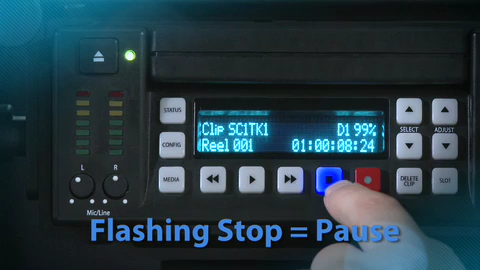 STATUS
Clip SC1TK1 D1 99%
Reel 001 01:00:08:24
CONFIG
SELECT ADJUST
MEDIA
DELETE CLIP SLOT
L R
Mic/Line
Flashing Stop = Pause